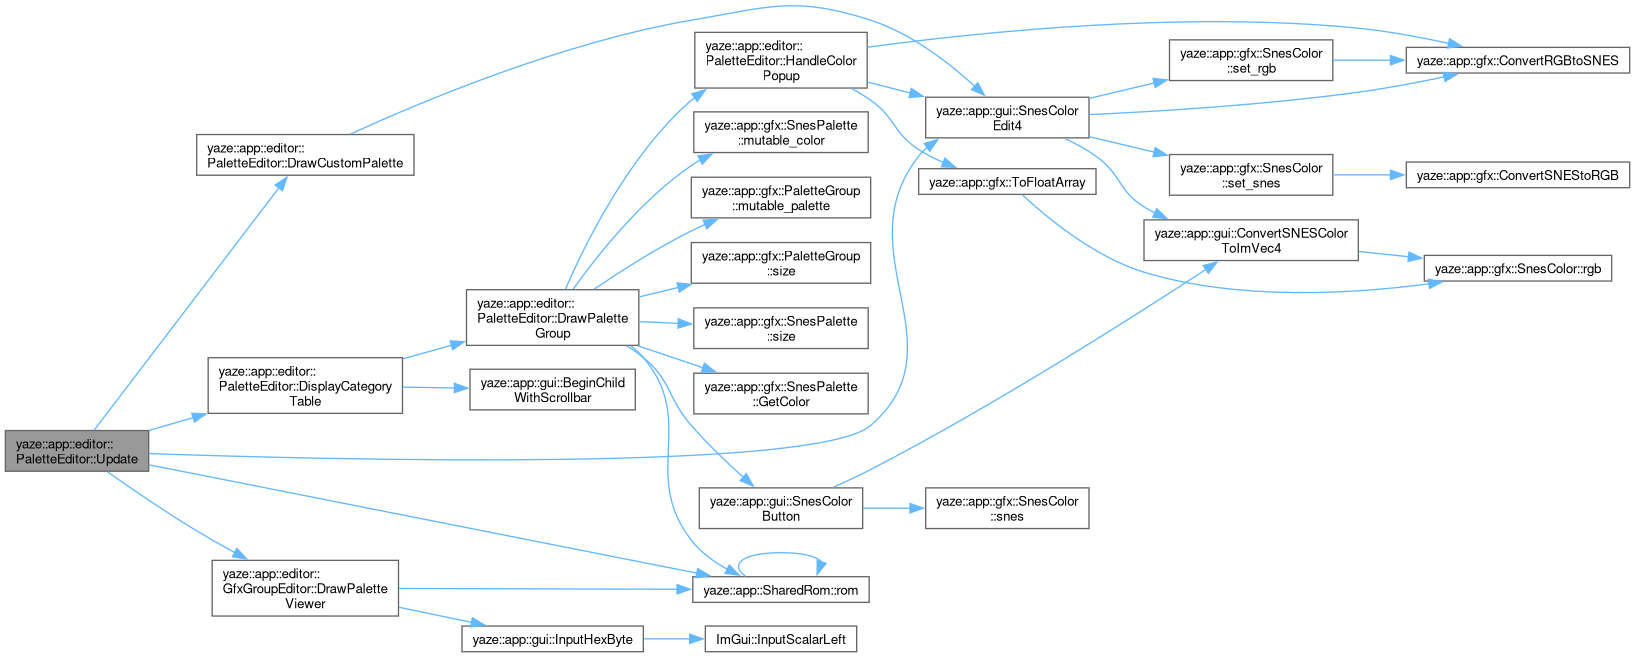 yaze::app::editor::
PaletteEditor::Update
yaze::app::editor::
PaletteEditor::DrawCustomPalette
yaze::app::editor::
PaletteEditor::DisplayCategory
Table
yaze::app::editor::
GfxGroupEditor::DrawPalette
Viewer
yaze::app::editor::
PaletteEditor::DrawPalette
Group
yaze::app::gui::BeginChild
WithScrollbar
yaze::app::gui::InputHexByte
yaze::app::editor::
PaletteEditor::HandleColor
Popup
yaze::app::gfx::SnesPalette
::mutable_color
yaze::app::gfx::PaletteGroup
::mutable_palette
yaze::app::gfx::PaletteGroup
::size
yaze::app::gfx::SnesPalette
::size
yaze::app::gfx::SnesPalette
::GetColor
yaze::app::gui::SnesColor
Button
yaze::app::SharedRom::rom
ImGui::InputScalarLeft
yaze::app::gui::SnesColor
Edit4
yaze::app::gfx::ToFloatArray
yaze::app::gfx::SnesColor
::snes
yaze::app::gfx::SnesColor
::set_rgb
yaze::app::gfx::SnesColor
::set_snes
yaze::app::gui::ConvertSNESColor
ToImVec4
yaze::app::gfx::ConvertRGBtoSNES
yaze::app::gfx::ConvertSNEStoRGB
yaze::app::gfx::SnesColor::rgb